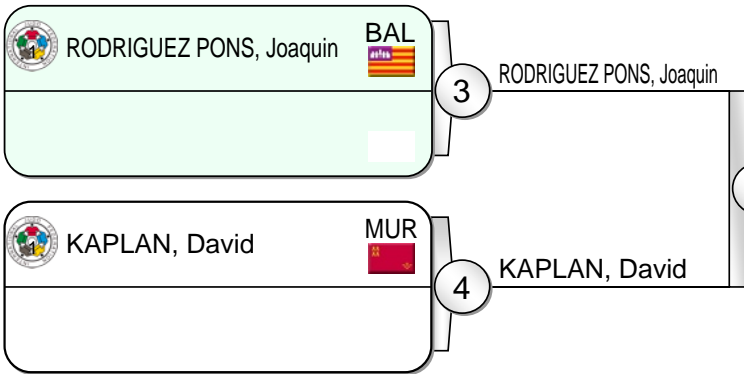 RODRIGUEZ PONS, Joaquin BAL
3
RODRIGUEZ PONS, Joaquin
KAPLAN, David MUR
4
KAPLAN, David